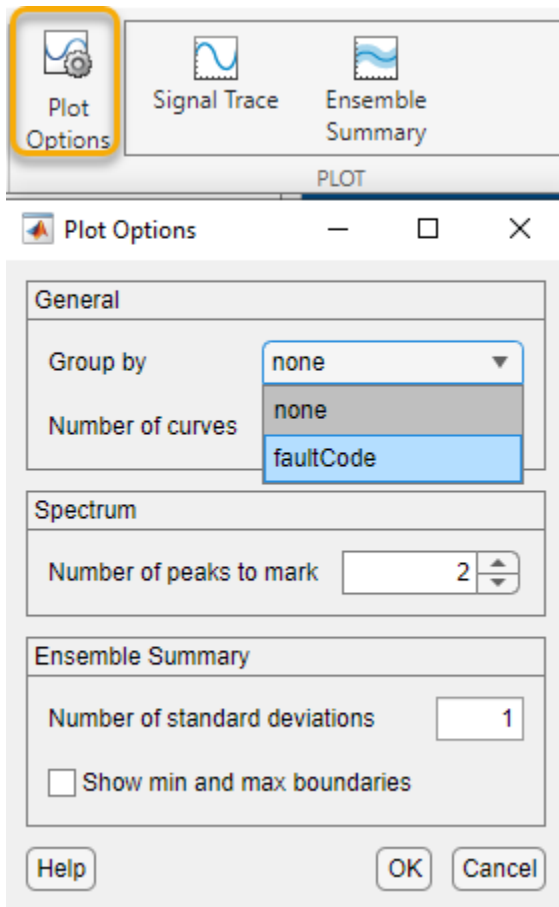 Plot
Options
Signal Trace
Ensemble
Summary
PLOT
Plot Options
General
Group by
none
none
Number of curves
faultCode
Spectrum
Number of peaks to mark
2
Ensemble Summary
Number of standard deviations
1
Show min and max boundaries
Help
OK
Cancel